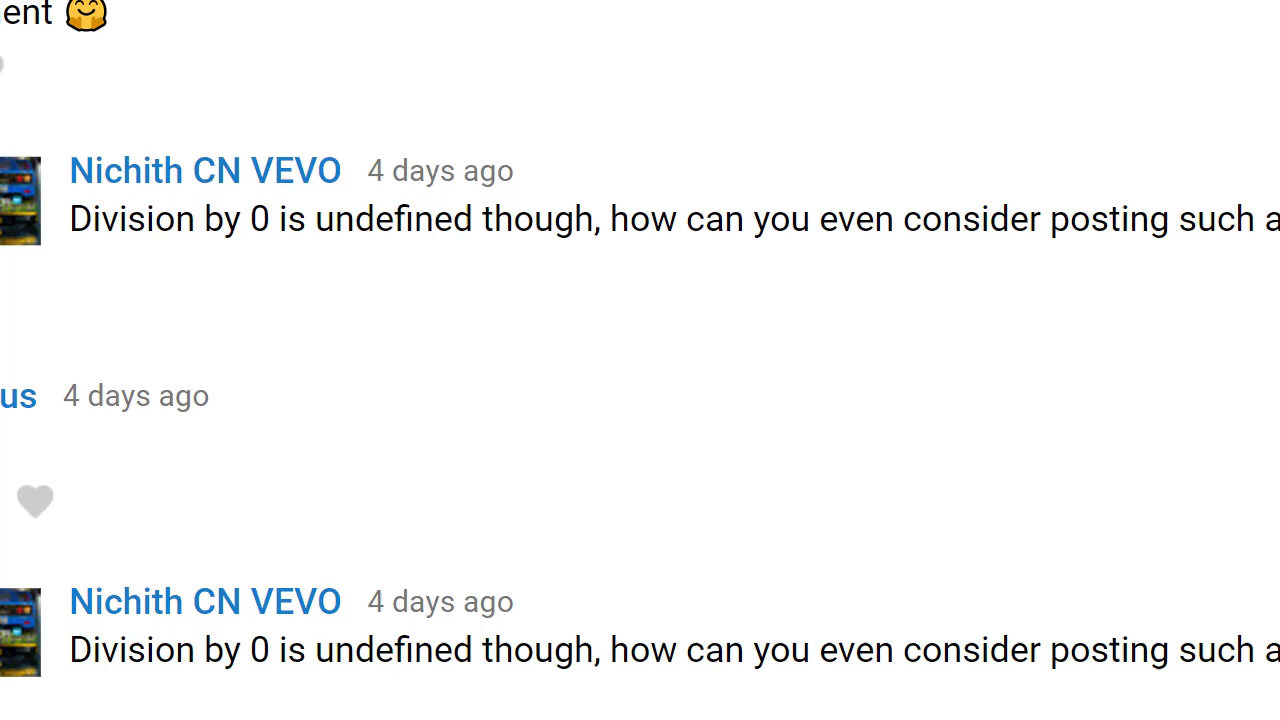 ent 🤗
Nichith CN VEVO 4 days ago
Division by 0 is undefined though, how can you even consider posting such a
us 4 days ago
Nichith CN VEVO 4 days ago
Division by 0 is undefined though, how can you even consider posting such a